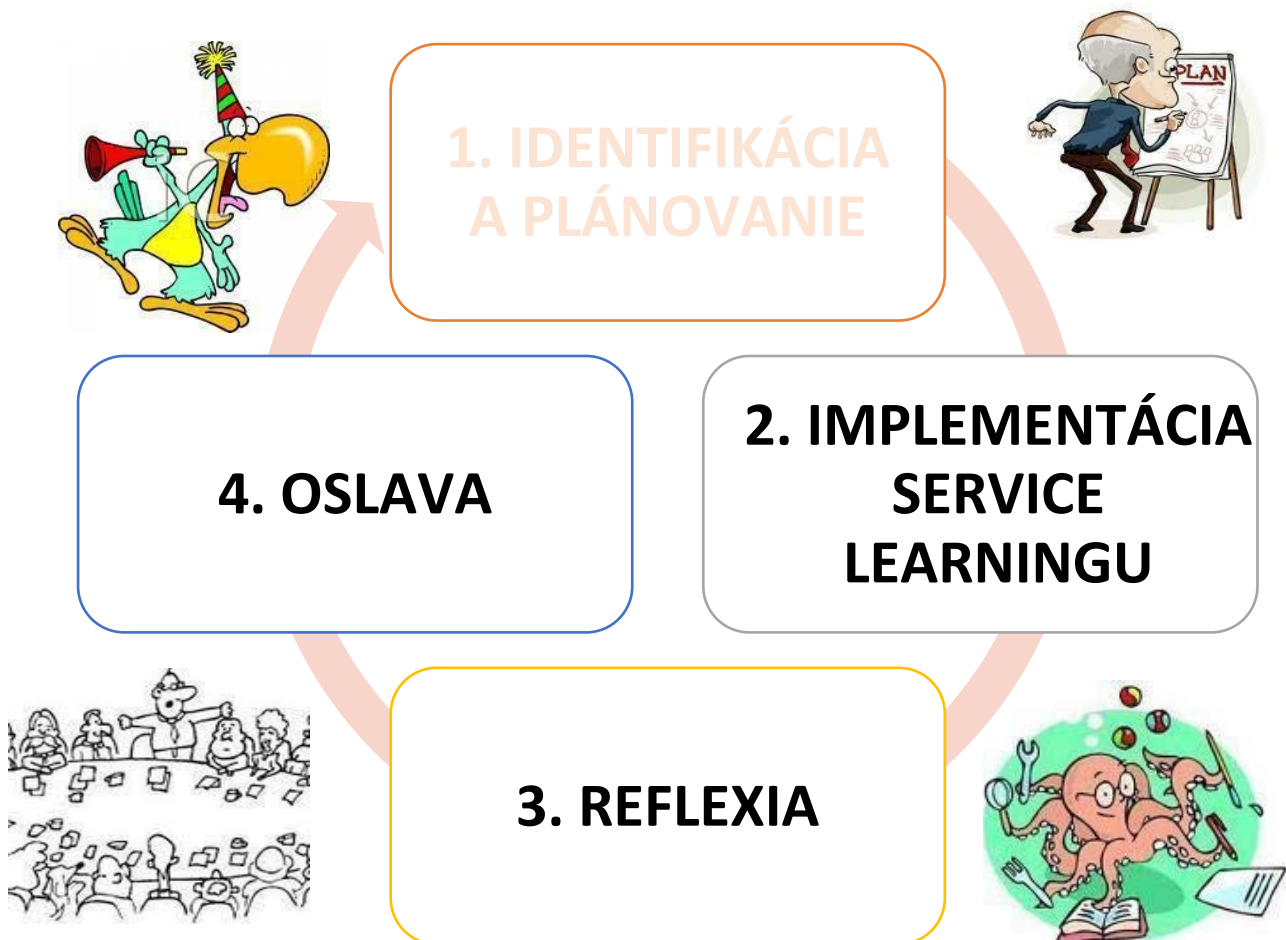 1. IDENTIFIKÁCIA
A PLÁNOVANIE
PLAN
4. OSLAVA
2. IMPLEMENTÁCIA
SERVICE
LEARNINGU
3. REFLEXIA